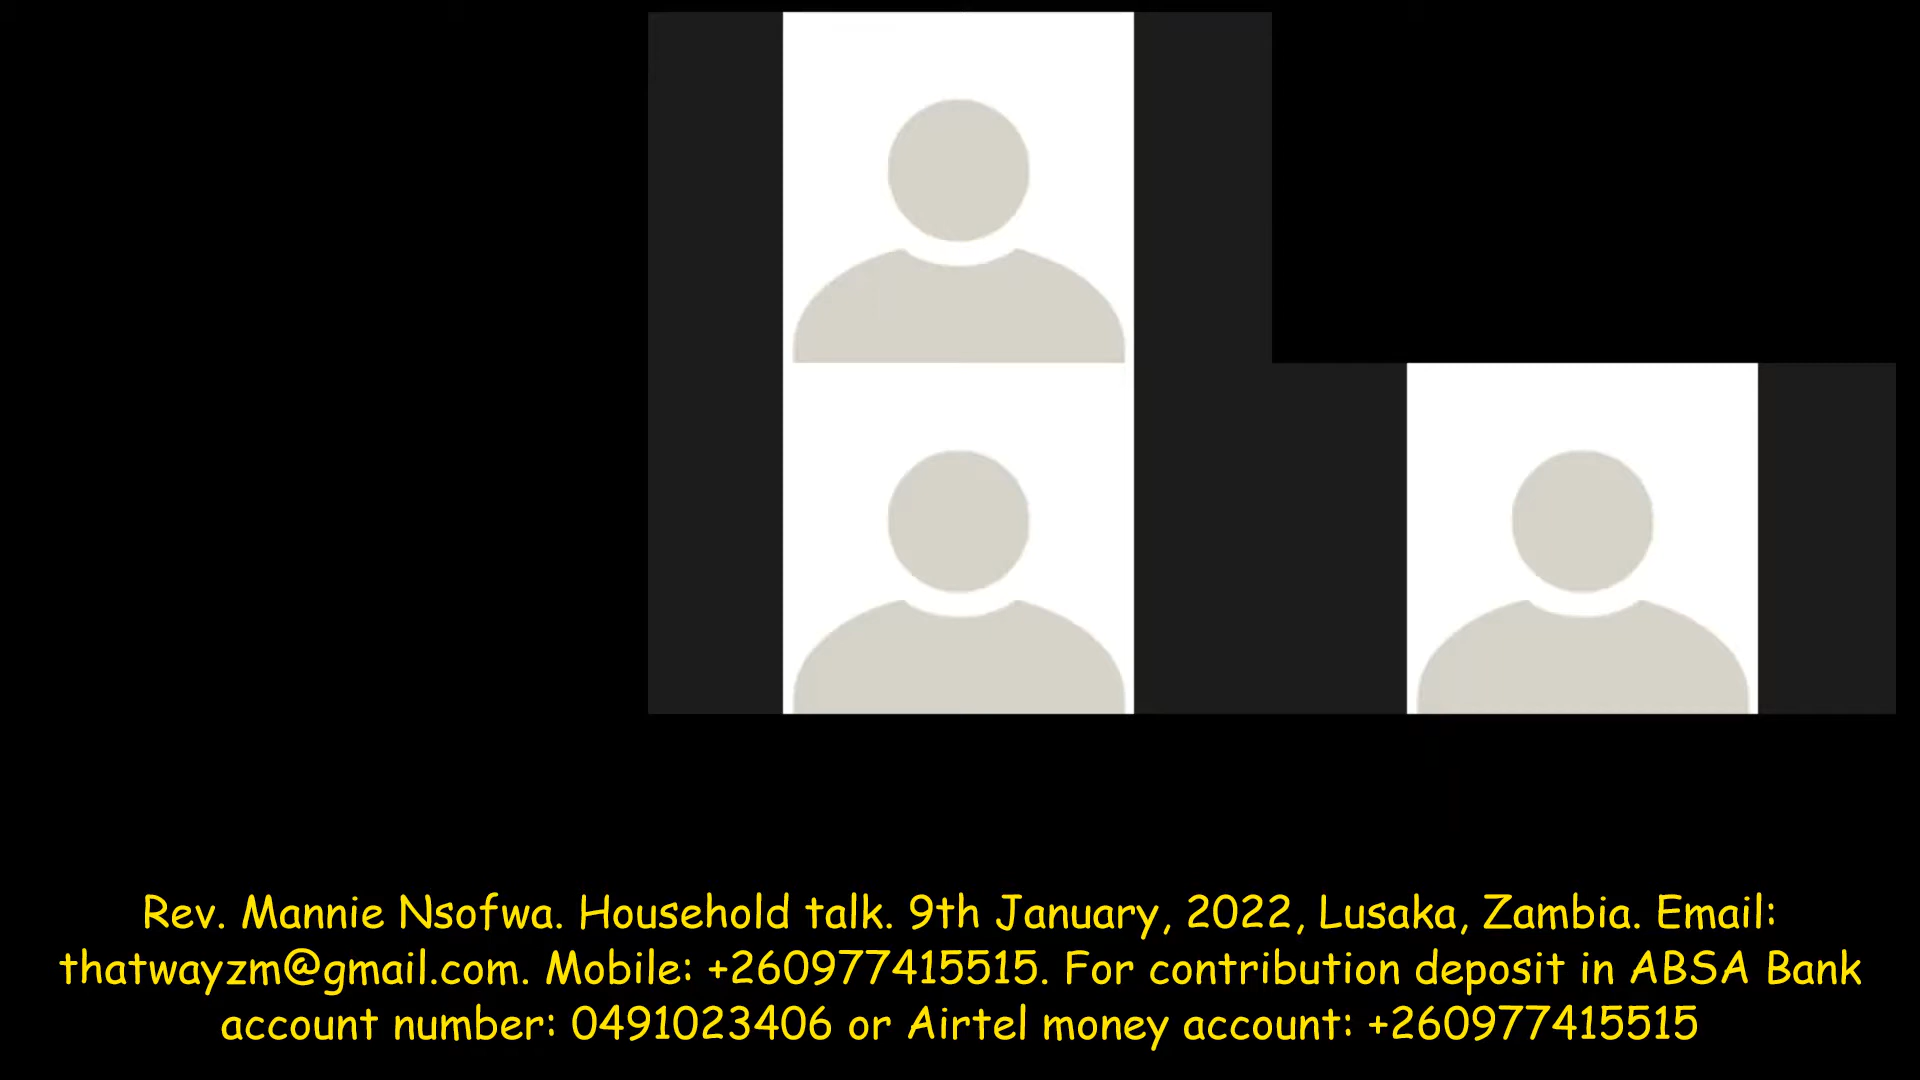 Rev. Mannie Nsofwa. Household talk. 9th January, 2022, Lusaka, Zambia. Email:
thatwayzm@gmail.com. Mobile: +260977415515. For contribution deposit in ABSA Bank
account number: 0491023406 or Airtel money account: +260977415515